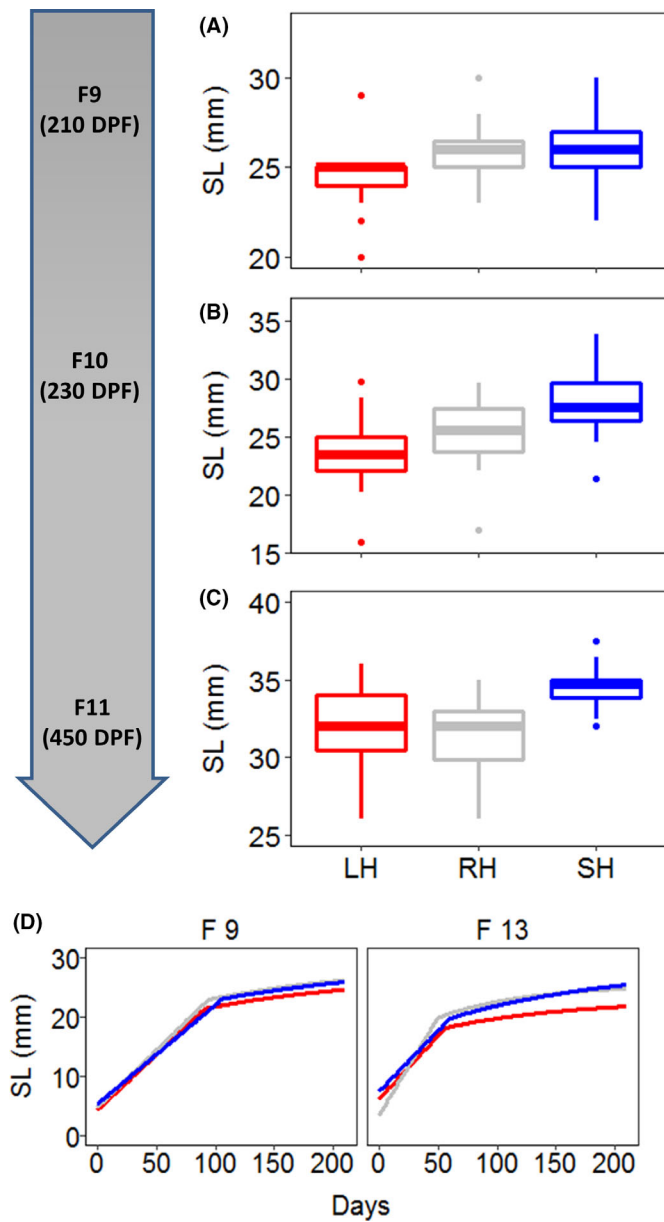 F9
(210 DPF)
F10
(230 DPF)
F11
(450 DPF)
(A)
SL (mm)
30
25
20
(B)
SL (mm)
35
30
25
20
15
(C)
SL (mm)
40
35
30
25
LH RH SH
(D)
F 9 F 13
SL (mm)
30
20
10
0
0 50 100 150 200 0 50 100 150 200
Days